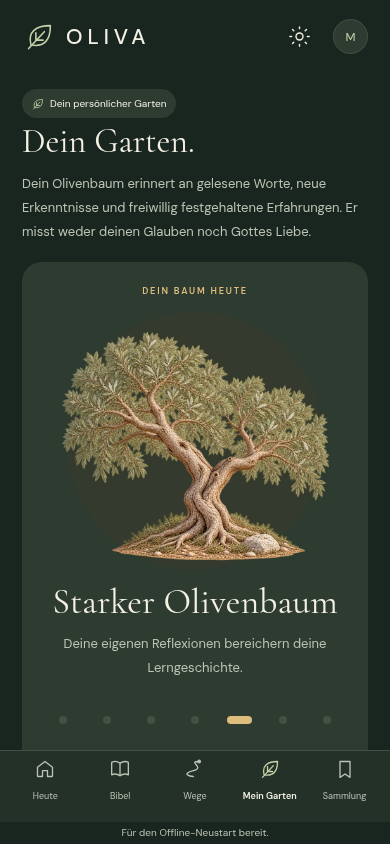 OLIVA
M
Dein persönlicher Garten
Dein Garten.
Dein Olivenbaum erinnert an gelesene Worte, neue
Erkenntnisse und freiwillig festgehaltene Erfahrungen. Er
misst weder deinen Glauben noch Gottes Liebe.
DEIN BAUM HEUTE
Starker Olivenbaum
Deine eigenen Reflexionen bereichern deine
Lerngeschichte.
Heute
Bibel
Wege
Mein Garten
Sammlung
Für den Offline-Neustart bereit.